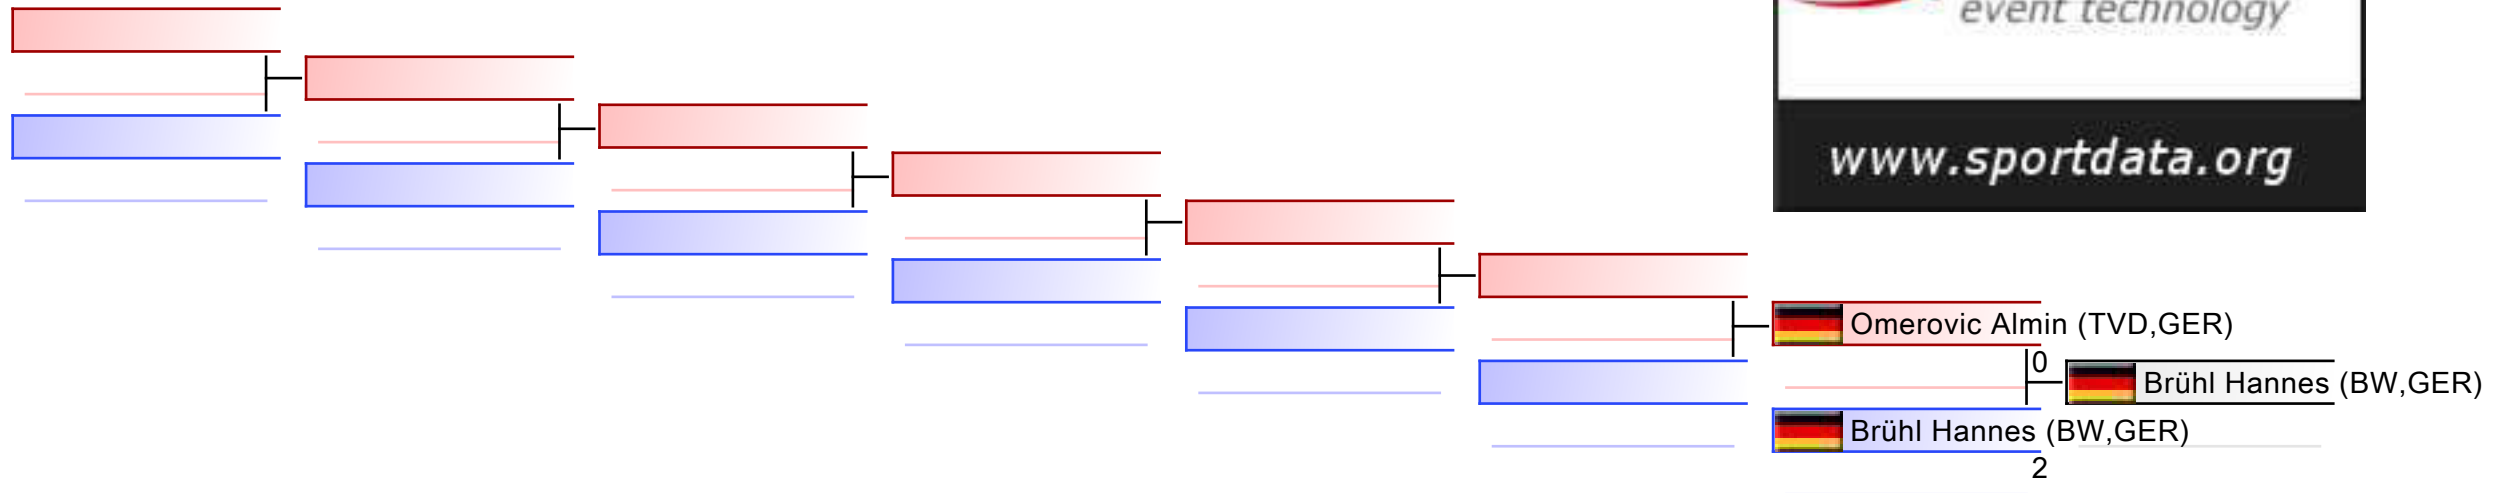 event technology
www.sportdata.org
Omerovic Almin (TVD,GER)
0
Brühl Hannes (BW,GER)
Brühl Hannes (BW,GER)
2